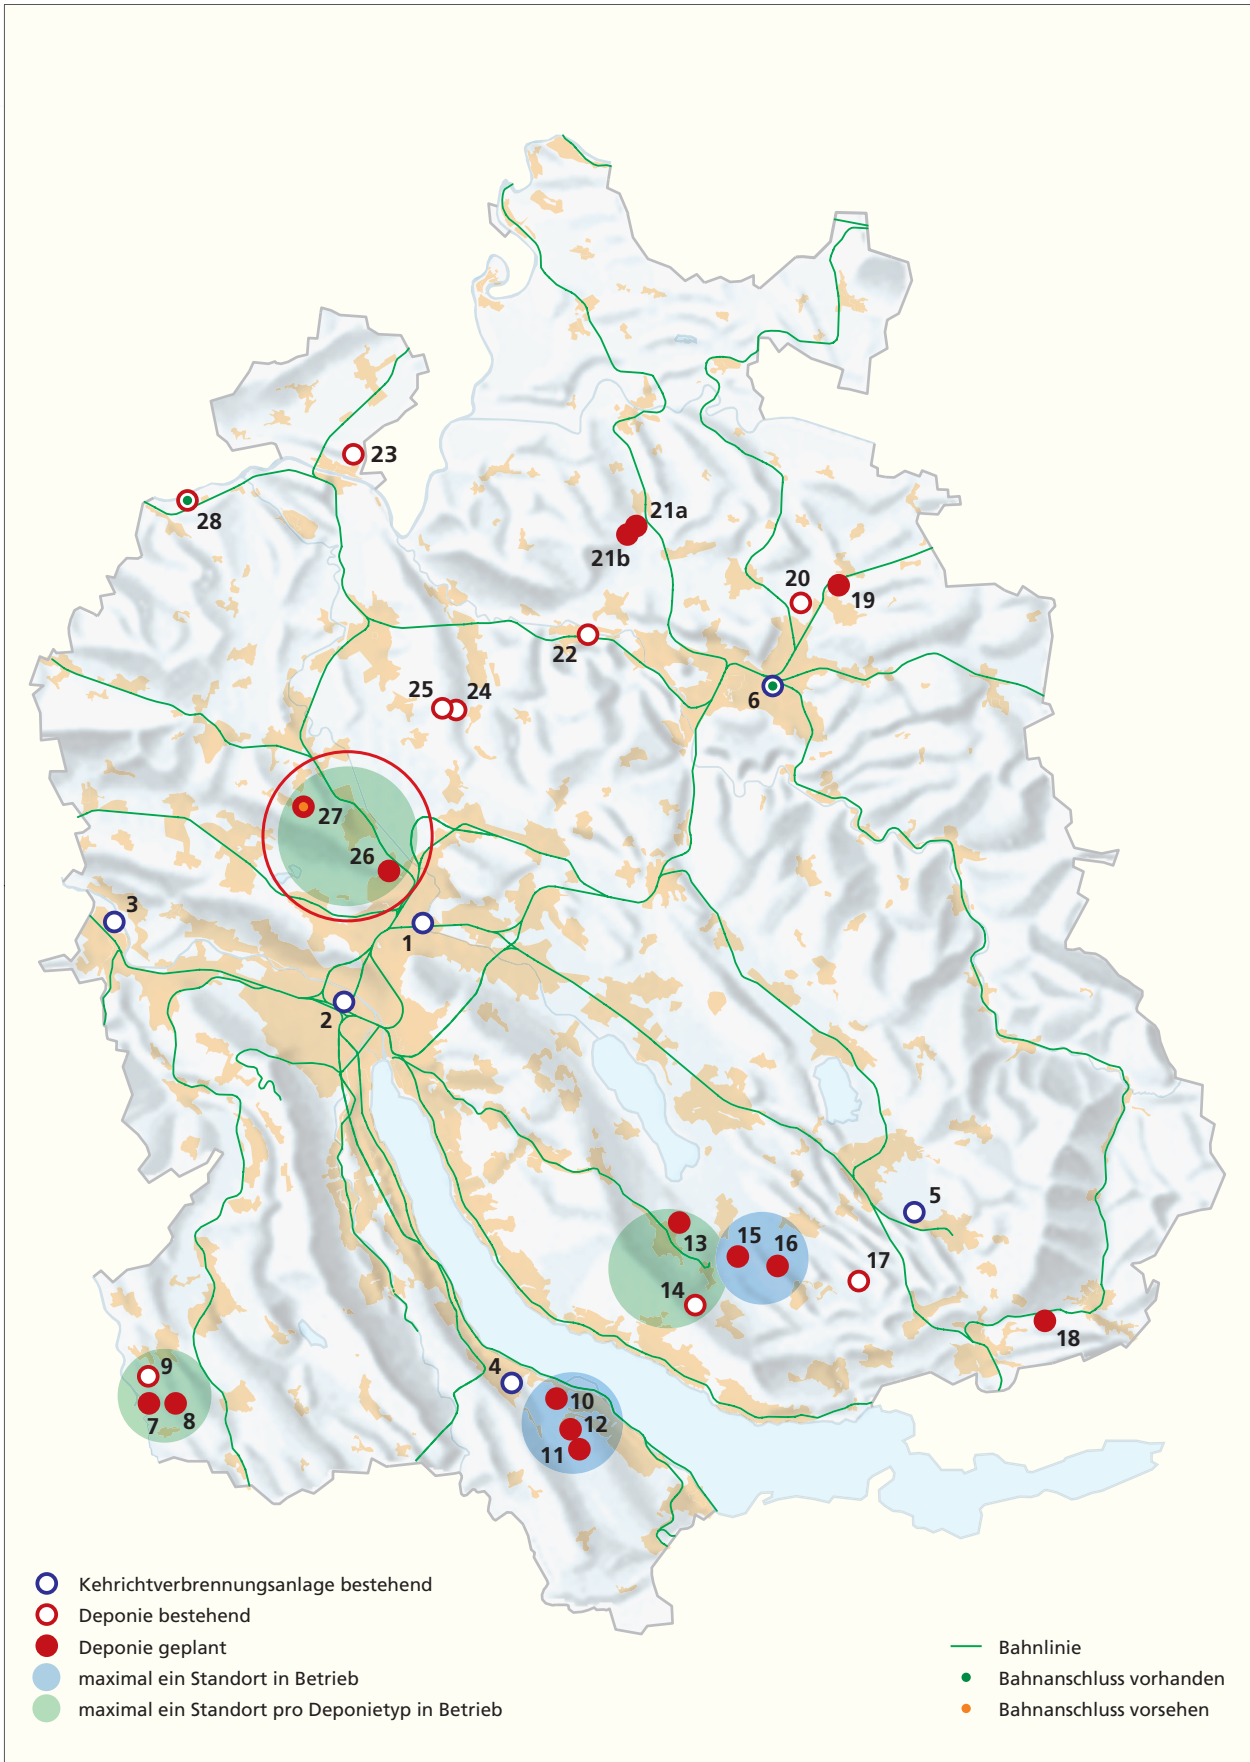 23
28
21a
21b
20
19
22
6
25
24
27
26
3
1
2
5
13
15
16
17
14
18
9
7
8
4
10
12
11
Kehrichtverbrennungsanlage bestehend
Deponie bestehend
Deponie geplant
maximal ein Standort in Betrieb
maximal ein Standort pro Deponietyp in Betrieb
Bahnlinie
Bahnanschluss vorhanden
Bahnanschluss vorsehen